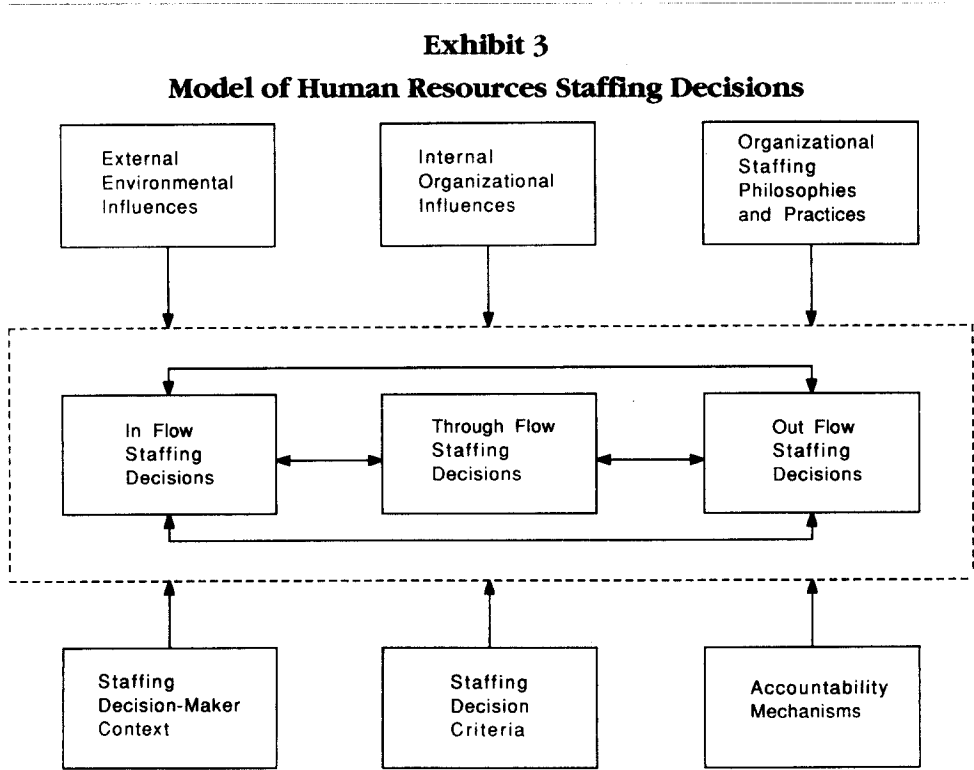 Exhibit 3
Model of Human Resources Staffing Decisions
External
Environmental
Influences
Internal
Organizational
Influences
Organizational
Staffing
Philosophies
and Practices
In Flow
Staffing
Decisions
Through Flow
Staffing
Decisions
Out Flow
Staffing
Decisions
Staffing
Decision-Maker
Context
Staffing
Decision
Criteria
Accountability
Mechanisms